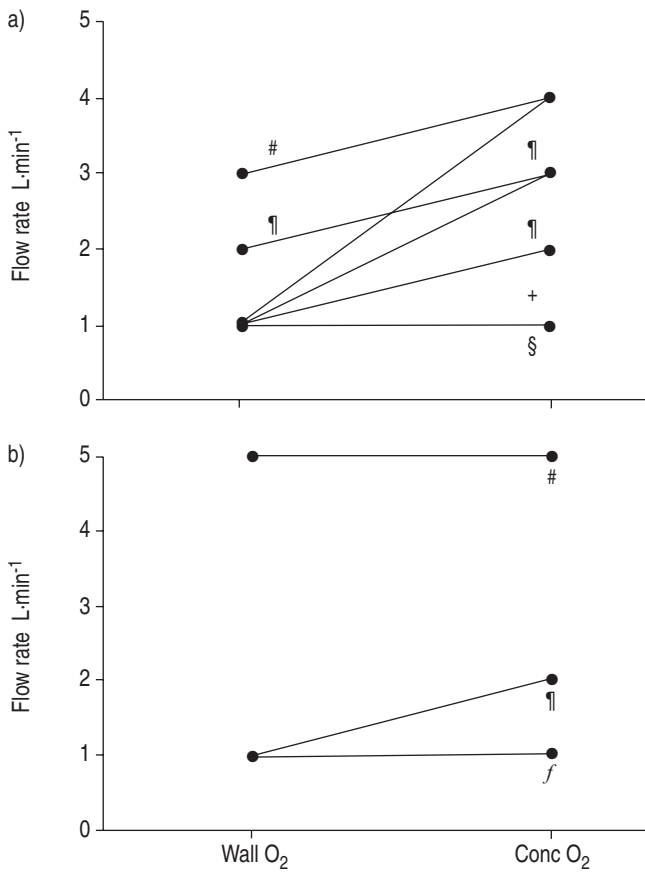 a)
5
4
3
2
1
0
Flow rate L·min⁻¹
#
¶
¶
¶
+
§
b)
5
4
3
2
1
0
Flow rate L·min⁻¹
#
¶
f
Wall O₂
Conc O₂